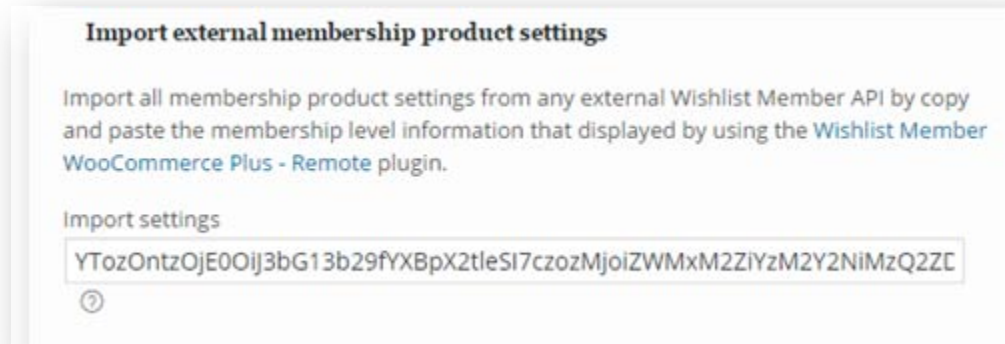 Import external membership product settings
Import all membership product settings from any external Wishlist Member API by copy
and paste the membership level information that displayed by using the Wishlist Member
WooCommerce Plus - Remote plugin.
Import settings
YTozOntzOjE0OiJ3bG13b29fYXBpX2tleSI7czozMjoiZWMxM2ZiYzM2Y2NiMzQ2ZD
?